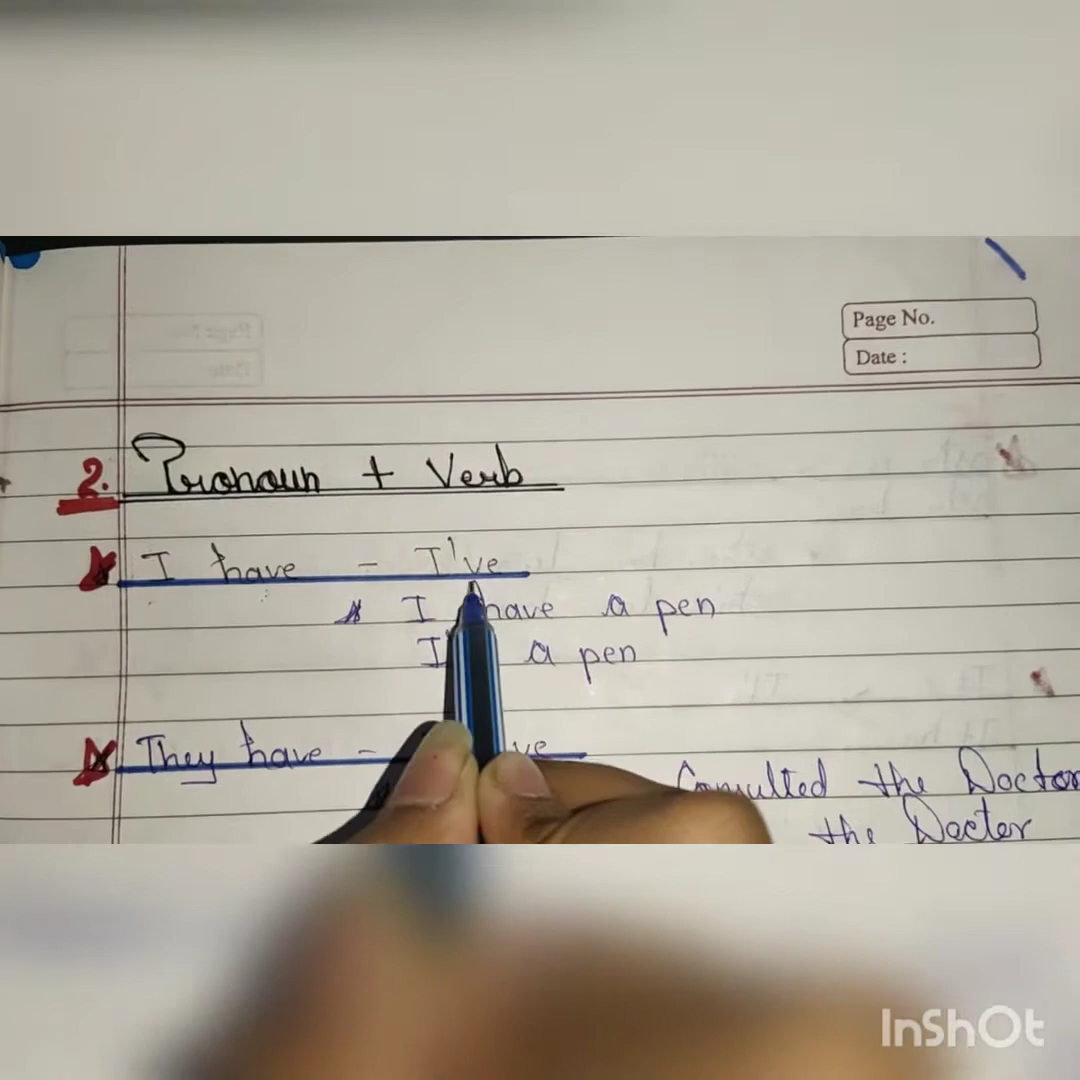 Page No.
Date :
2. Pronoun + Verb
I have - I've
I have a pen
I a pen
They have - ve
Consulted the Doctor
the Doctor
InShOt